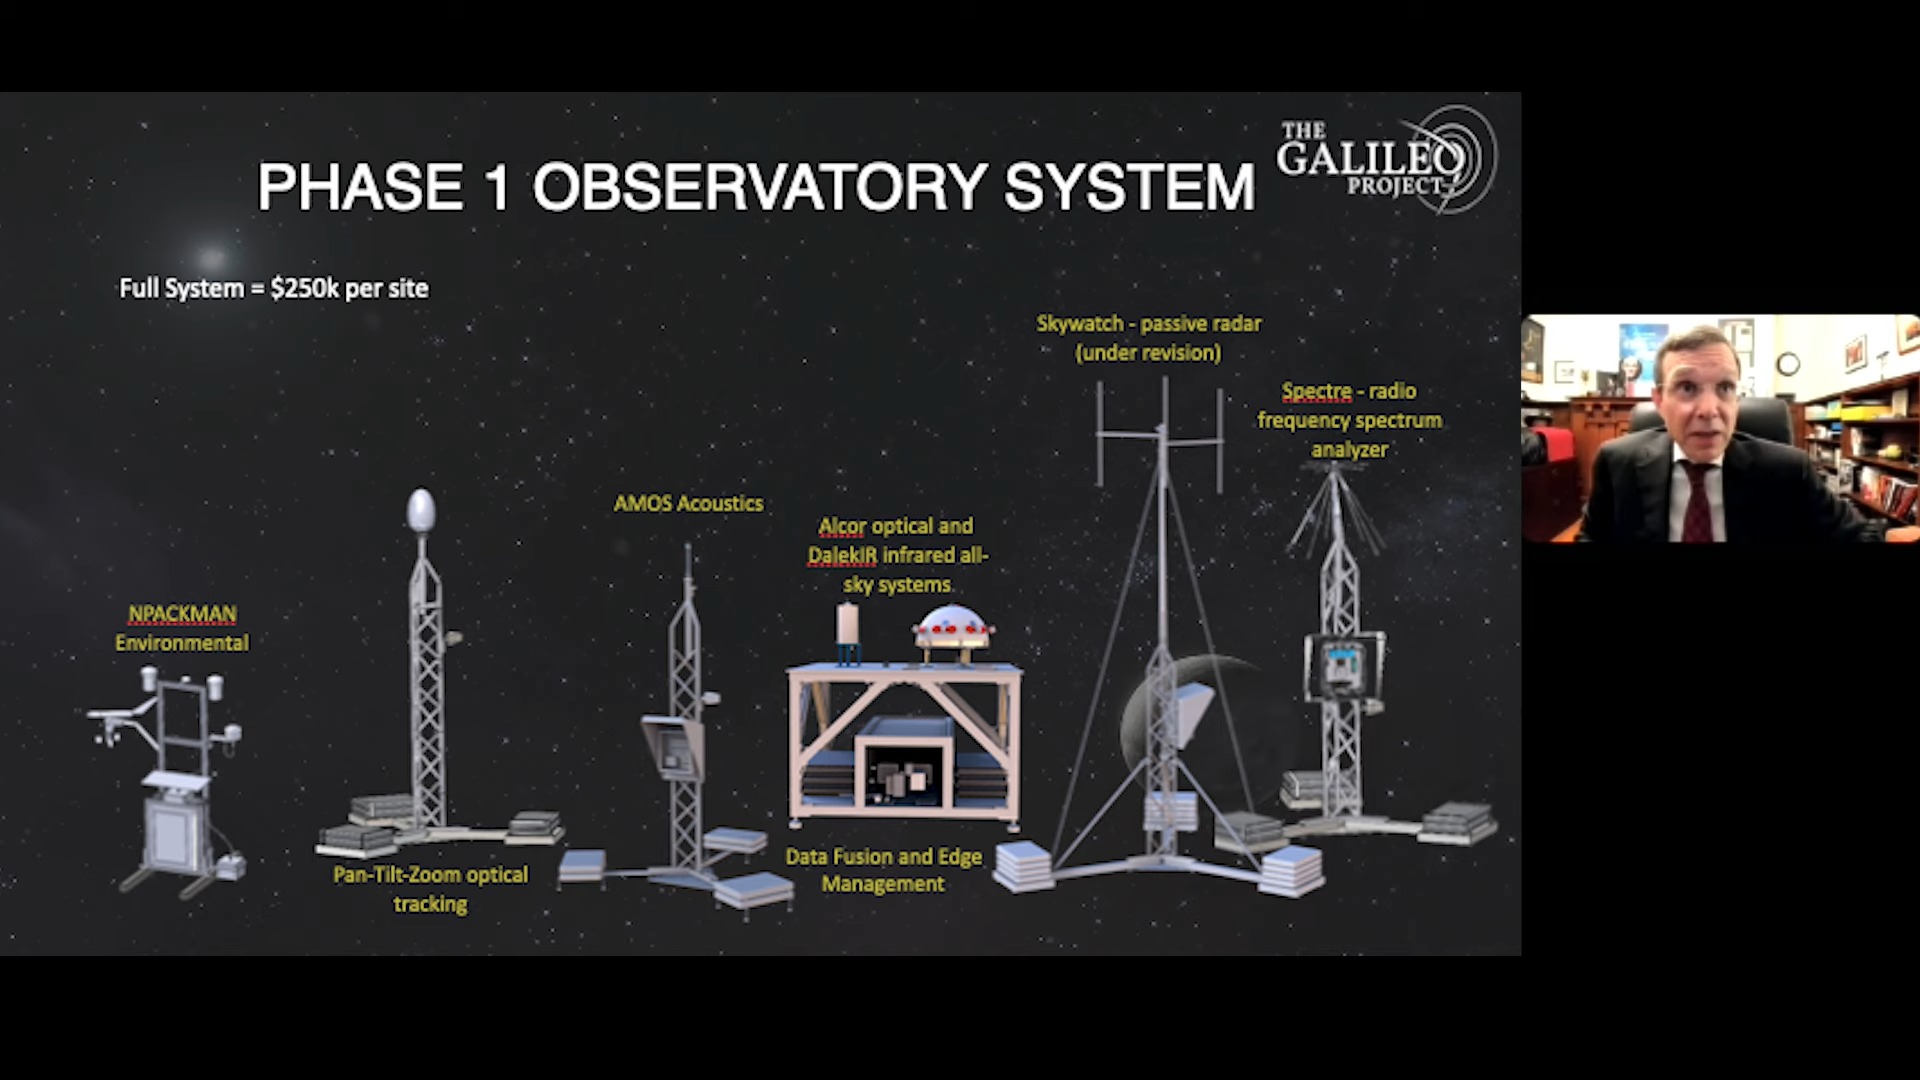 THE
GALILEO
PROJECT
PHASE 1 OBSERVATORY SYSTEM
Full System = $250k per site
Skywatch - passive radar
(under revision)
Spectre - radio
frequency spectrum
analyzer
AMOS Acoustics
Alcor optical and
DalekIR infrared all-
sky systems
NPACKMAN
Environmental
Pan-Tilt-Zoom optical
tracking
Data Fusion and Edge
Management